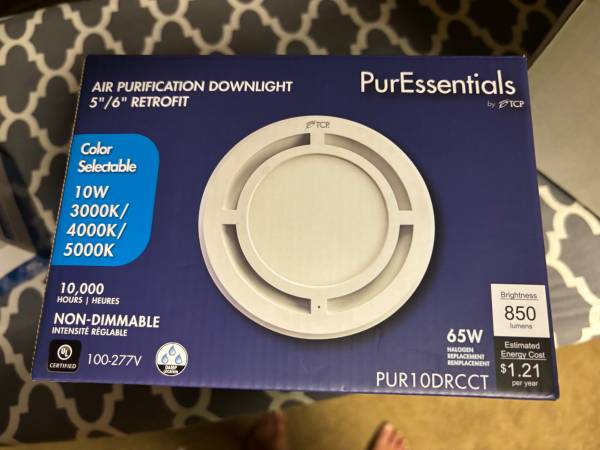 AIR PURIFICATION DOWNLIGHT
5"/6" RETROFIT
PurEssentials
by TCP
TCP
Color
Selectable
10W
3000K/
4000K/
5000K
10,000
HOURS | HEURES
NON-DIMMABLE
INTENSITÉ RÉGLABLE
UL
CERTIFIED
100-277V
DAMP
LOCATION
65W
HALOGEN
REPLACEMENT
REMPLACEMENT
PUR10DRCCT
Brightness
850
lumens
Estimated
Energy Cost
$1.21
per year